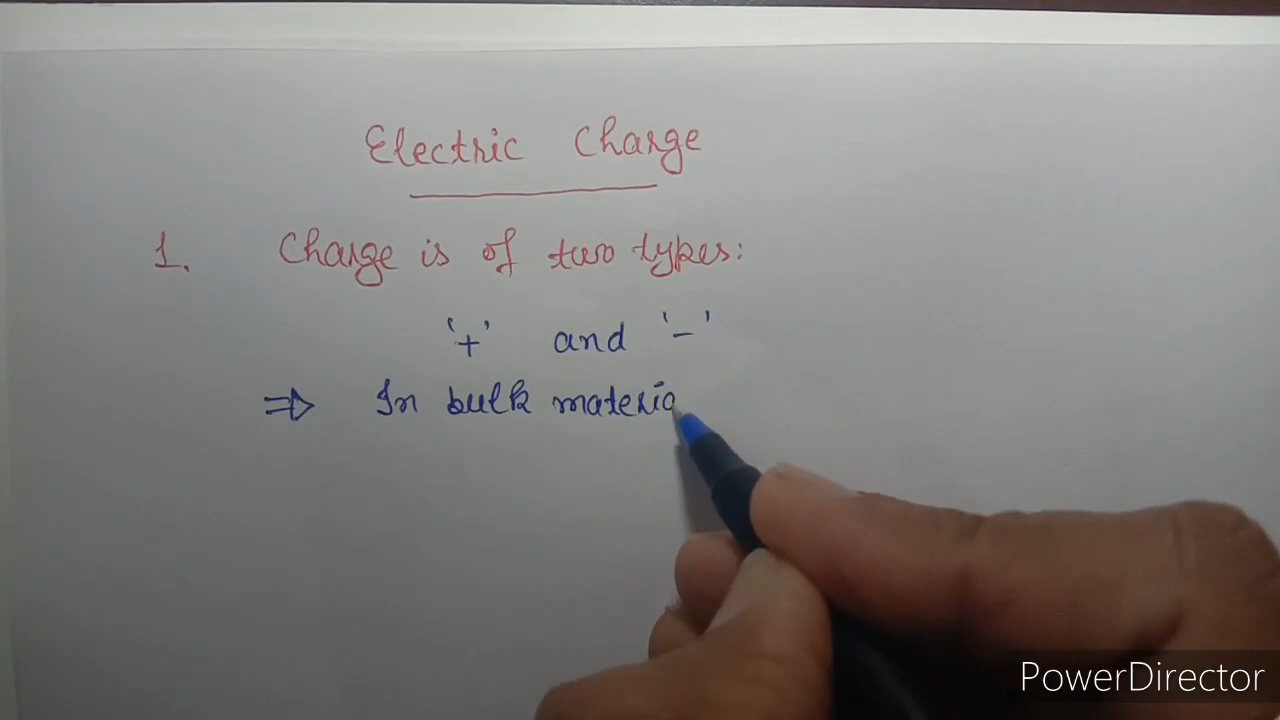 Electric Charge
1. Charge is of two types:
'+' and '-'
⇒ In bulk materia
PowerDirector